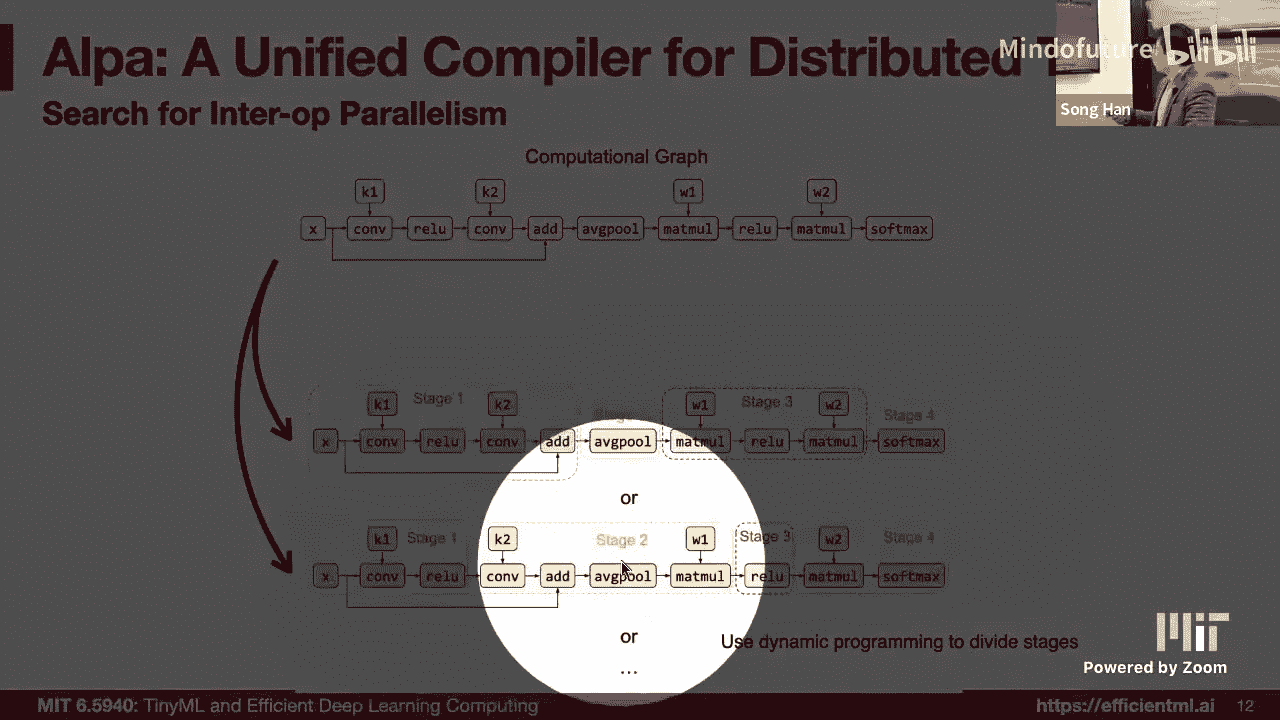 Alpa: A Unified Compiler for Distributed
Mindofuture bilibili
Song Han
Search for Inter-op Parallelism
Computational Graph
k1 k2 w1 w2
x conv relu conv add avgpool matmul relu matmul softmax
k1 Stage 1 k2 w1 Stage 3 w2 Stage 4
x conv relu conv add avgpool matmul relu matmul softmax
or
k1 Stage 1 k2 Stage 2 w1 Stage 3 w2 Stage 4
x conv relu conv add avgpool matmul relu matmul softmax
or
...
Use dynamic programming to divide stages
MIT
Powered by Zoom
MIT 6.5940: TinyML and Efficient Deep Learning Computing https://efficientml.ai 12